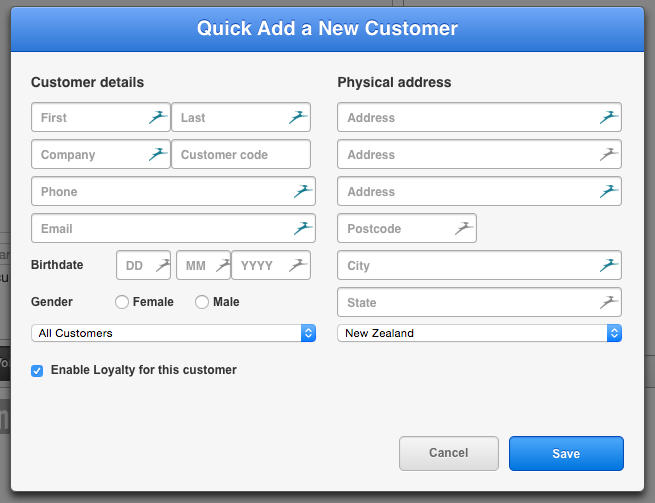 Quick Add a New Customer
Customer details
First
Last
Company
Customer code
Phone
Email
Birthdate DD MM YYYY
Gender Female Male
All Customers
Enable Loyalty for this customer
Physical address
Address
Address
Address
Postcode
City
State
New Zealand
Cancel
Save